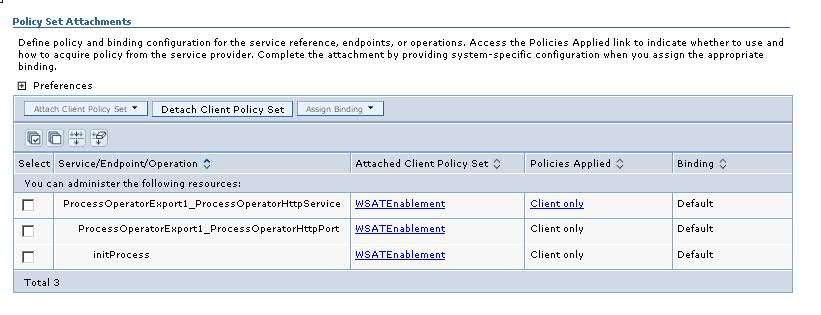 Policy Set Attachments
Define policy and binding configuration for the service reference, endpoints, or operations. Access the Policies Applied link to indicate whether to use and
how to acquire policy from the service provider. Complete the attachment by providing system-specific configuration when you assign the appropriate
binding.
Preferences
Attach Client Policy Set Detach Client Policy Set Assign Binding
Select Service/Endpoint/Operation Attached Client Policy Set Policies Applied Binding
You can administer the following resources:
ProcessOperatorExport1_ProcessOperatorHttpService WSATEnablement Client only Default
ProcessOperatorExport1_ProcessOperatorHttpPort WSATEnablement Client only Default
initProcess WSATEnablement Client only Default
Total 3